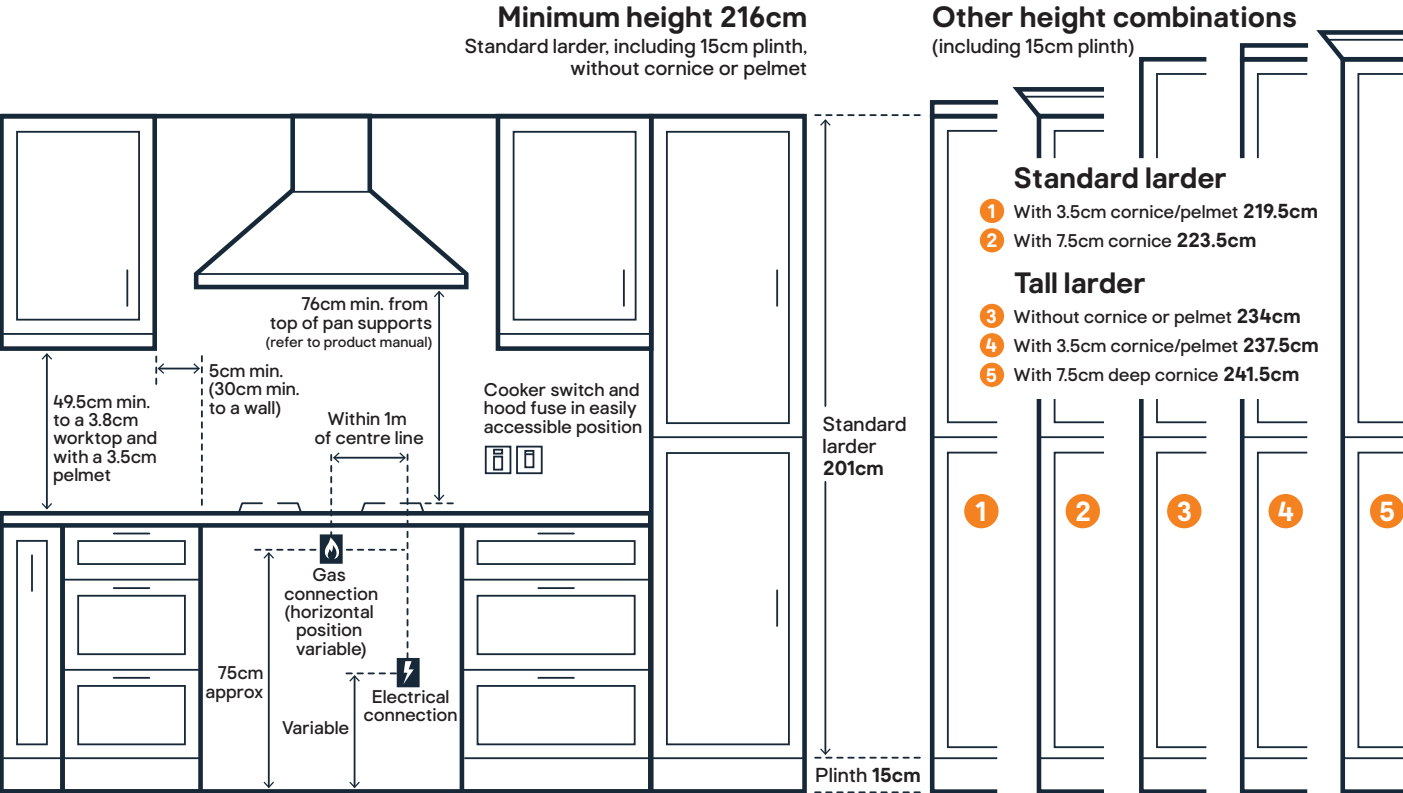 Minimum height 216cm
Standard larder, including 15cm plinth,
without cornice or pelmet
Other height combinations
(including 15cm plinth)
Standard larder
1 With 3.5cm cornice/pelmet 219.5cm
2 With 7.5cm cornice 223.5cm
Tall larder
3 Without cornice or pelmet 234cm
4 With 3.5cm cornice/pelmet 237.5cm
5 With 7.5cm deep cornice 241.5cm
76cm min. from
top of pan supports
(refer to product manual)
5cm min.
(30cm min.
to a wall)
49.5cm min.
to a 3.8cm
worktop and
with a 3.5cm
pelmet
Within 1m
of centre line
Cooker switch and
hood fuse in easily
accessible position
Standard
larder
201cm
1
2
3
4
5
Gas
connection
(horizontal
position
variable)
75cm
approx
Electrical
connection
Variable
Plinth 15cm